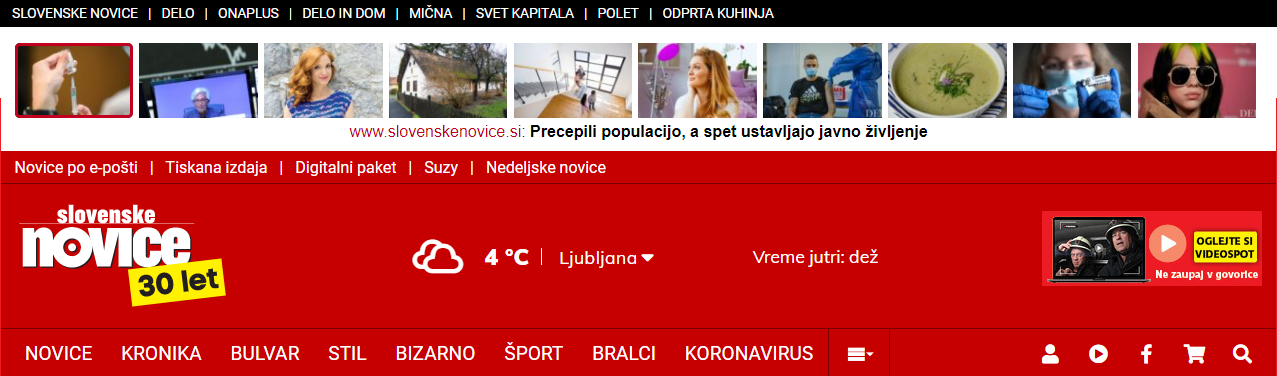 SLOVENSKE NOVICE | DELO | ONAPLUS | DELO IN DOM | MIČNA | SVET KAPITALA | POLET | ODPRTA KUHINJA
www.slovenskenovice.si: Precepili populacijo, a spet ustavljajo javno življenje
Novice po e-pošti | Tiskana izdaja | Digitalni paket | Suzy | Nedeljske novice
slovenske
novice
30 let
4 °C | Ljubljana
Vreme jutri: dež
OGLEJTE SI
VIDEOSPOT
Ne zaupaj v govorice
NOVICE KRONIKA BULVAR STIL BIZARNO ŠPORT BRALCI KORONAVIRUS